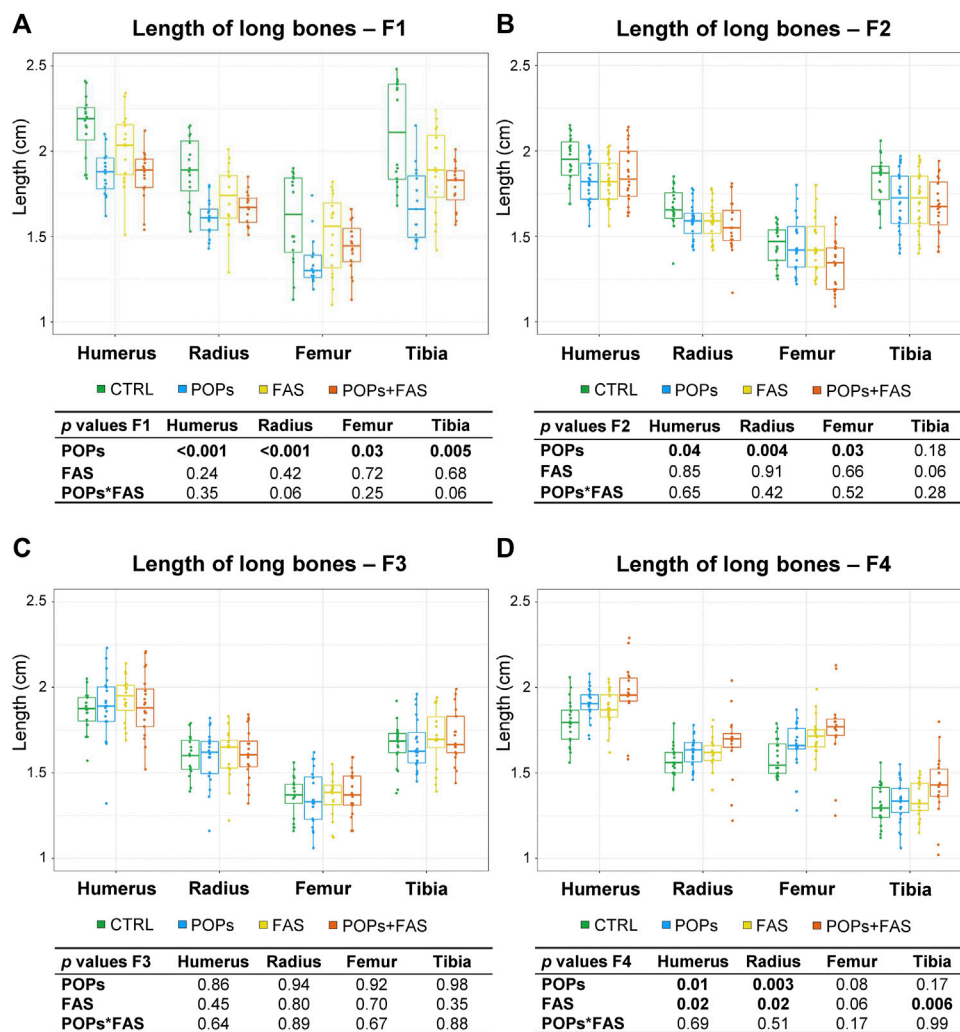 A
Length of long bones – F1
Length (cm)
2.5
2
1.5
1
Humerus Radius Femur Tibia
CTRL POPs FAS POPs+FAS
p values F1 Humerus Radius Femur Tibia
POPs <0.001 <0.001 0.03 0.005
FAS 0.24 0.42 0.72 0.68
POPs*FAS 0.35 0.06 0.25 0.06
B
Length of long bones – F2
Length (cm)
2.5
2
1.5
1
Humerus Radius Femur Tibia
CTRL POPs FAS POPs+FAS
p values F2 Humerus Radius Femur Tibia
POPs 0.04 0.004 0.03 0.18
FAS 0.85 0.91 0.66 0.06
POPs*FAS 0.65 0.42 0.52 0.28
C
Length of long bones – F3
Length (cm)
2.5
2
1.5
1
Humerus Radius Femur Tibia
CTRL POPs FAS POPs+FAS
p values F3 Humerus Radius Femur Tibia
POPs 0.86 0.94 0.92 0.98
FAS 0.45 0.80 0.70 0.35
POPs*FAS 0.64 0.89 0.67 0.88
D
Length of long bones – F4
Length (cm)
2.5
2
1.5
1
Humerus Radius Femur Tibia
CTRL POPs FAS POPs+FAS
p values F4 Humerus Radius Femur Tibia
POPs 0.01 0.003 0.08 0.17
FAS 0.02 0.02 0.06 0.006
POPs*FAS 0.69 0.51 0.17 0.99